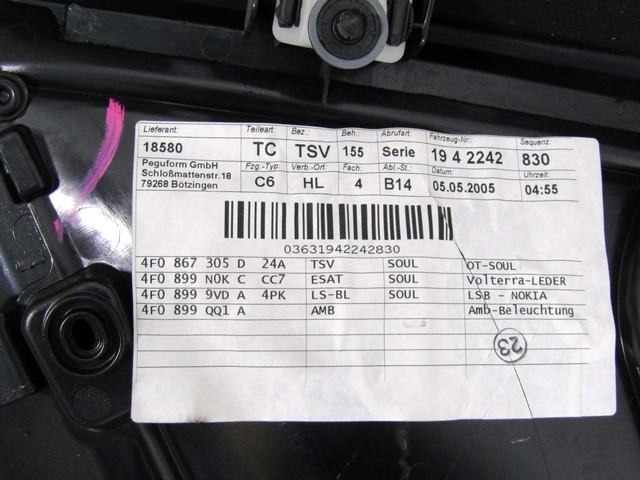 Lieferant: Teileart: Bez.: Beh.: Abrufart: Fahrzeug-Nr: Sequenz:
18580 TC TSV 155 Serie 19 4 2242 830
Peguform GmbH
Schloßmattenstr.18
79268 Bötzingen
Fzg.-Typ: Verb.-Ort: Fach: Abl.-St.: Datum: Uhrzeit:
C6 HL 4 B14 05.05.2005 04:55
03631942242830
4F0 867 305 D 24A TSV SOUL OT-SOUL
4F0 899 N0K C CC7 ESAT SOUL Volterra-LEDER
4F0 899 9VD A 4PK LS-BL SOUL LSB - NOKIA
4F0 899 QQ1 A AMB Amb-Beleuchtung
23